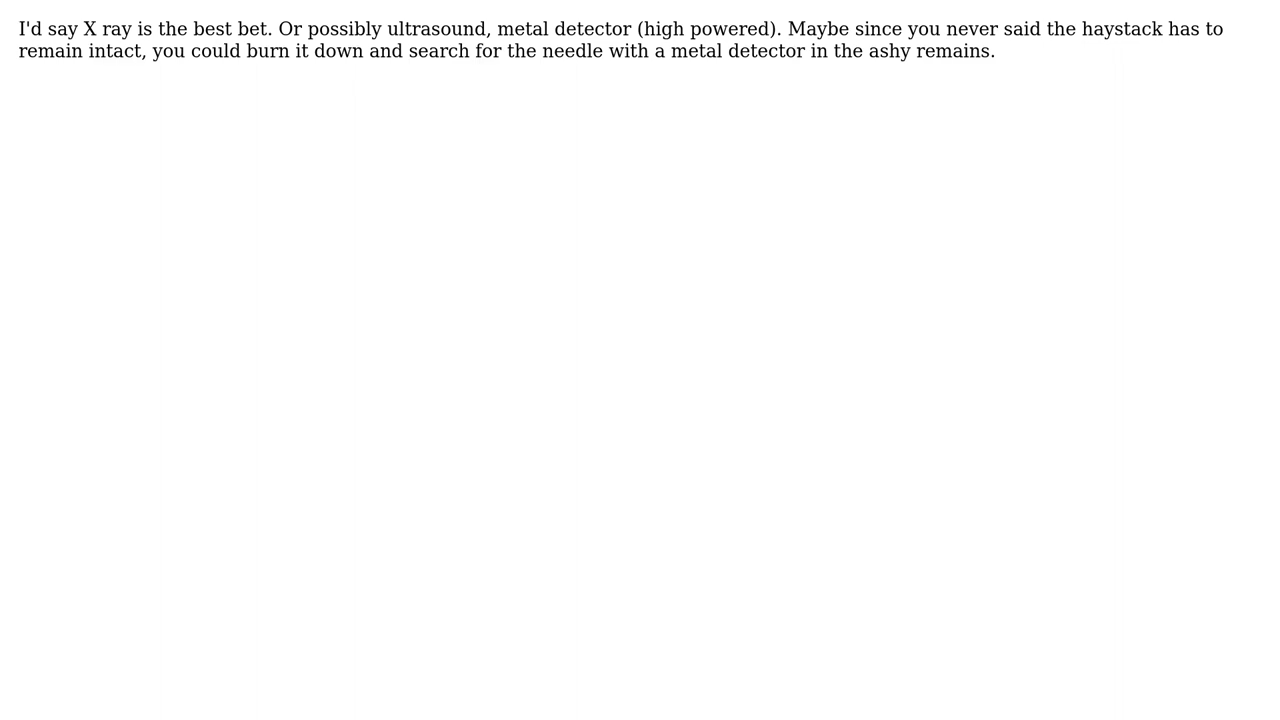 I'd say X ray is the best bet. Or possibly ultrasound, metal detector (high powered). Maybe since you never said the haystack has to
remain intact, you could burn it down and search for the needle with a metal detector in the ashy remains.